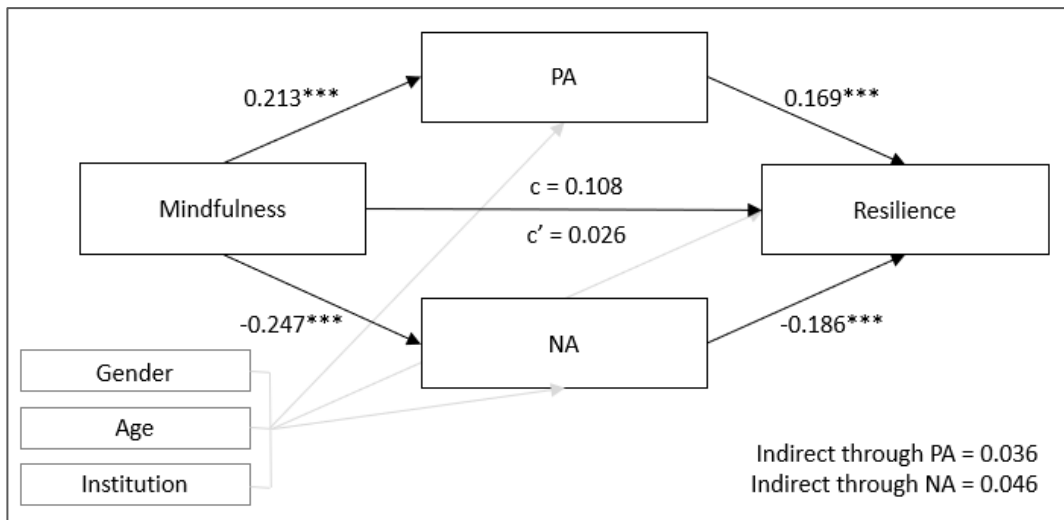 PA
0.213***
0.169***
Mindfulness
c = 0.108
c’ = 0.026
Resilience
-0.247***
NA
-0.186***
Gender
Age
Institution
Indirect through PA = 0.036
Indirect through NA = 0.046